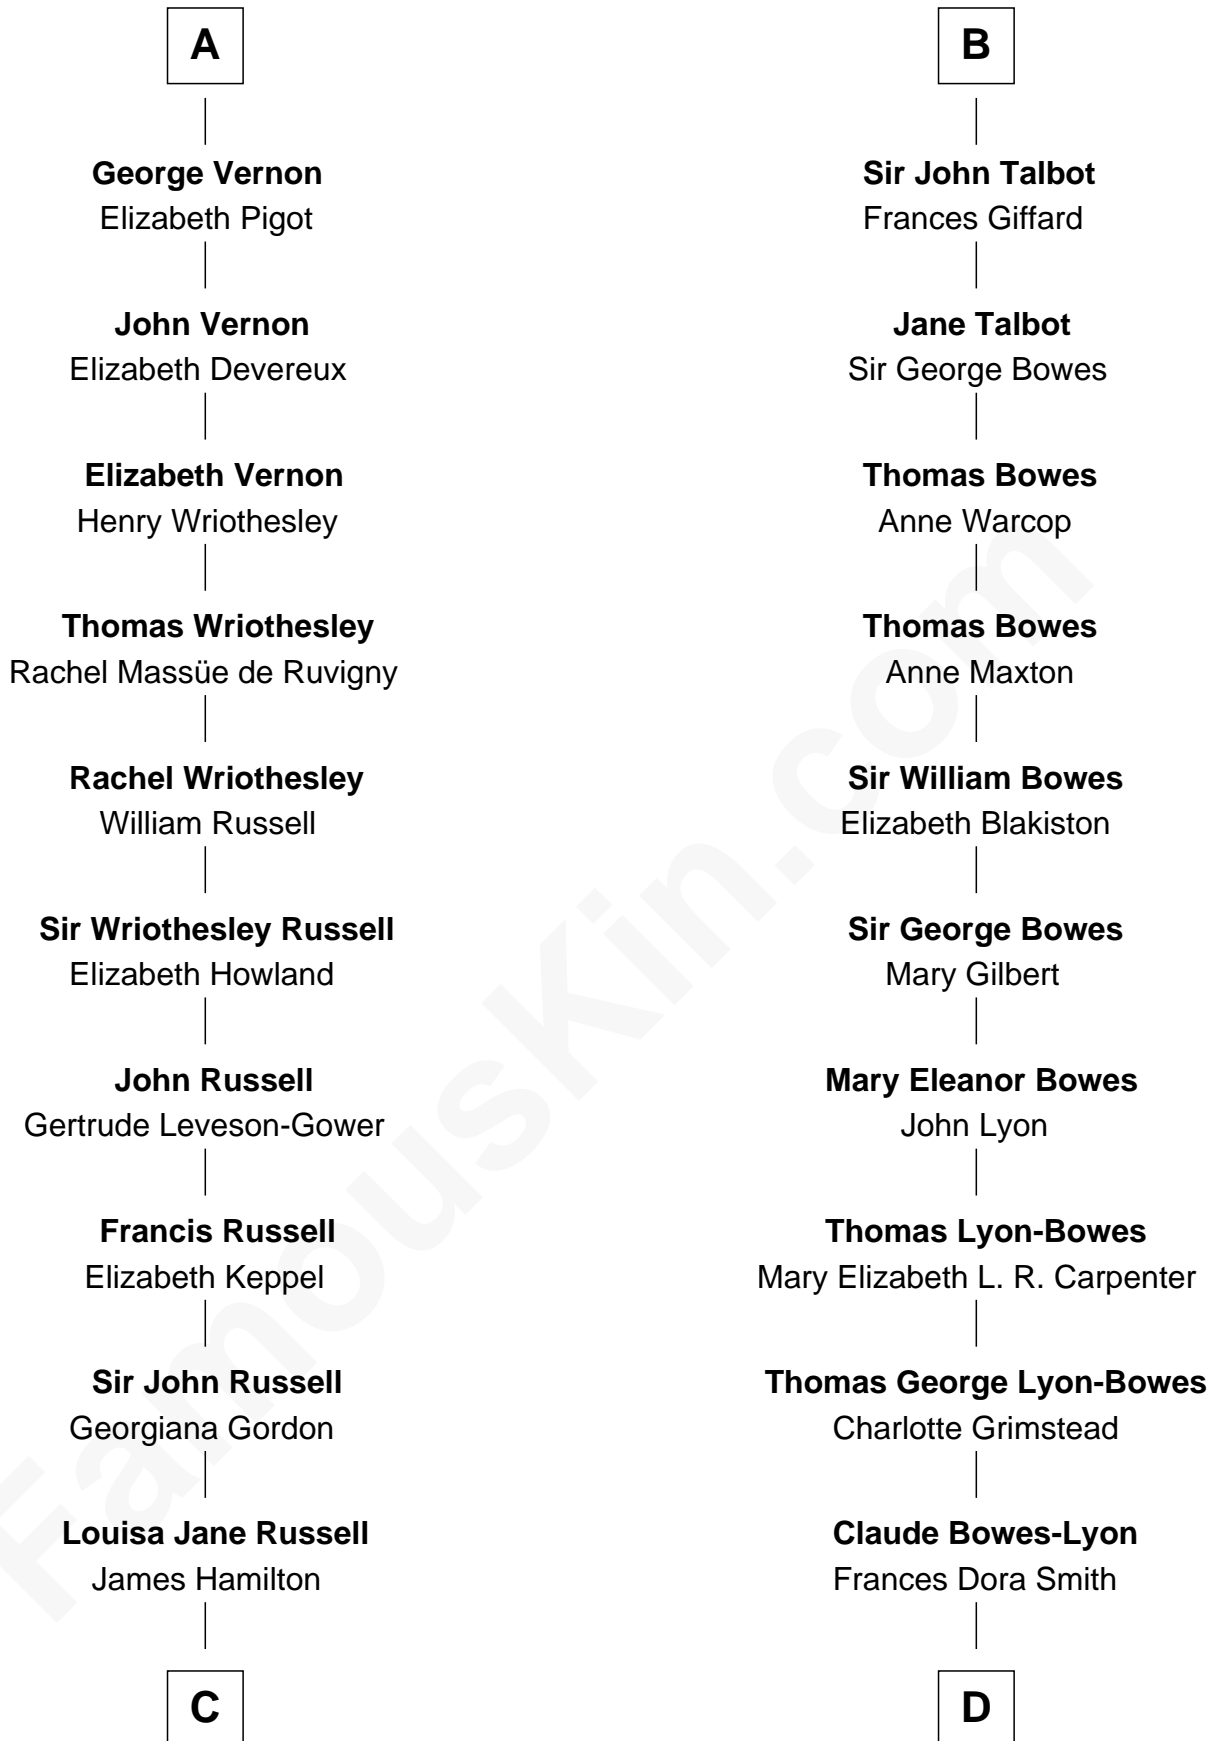 A
George Vernon
Elizabeth Pigot
John Vernon
Elizabeth Devereux
Elizabeth Vernon
Henry Wriothesley
Thomas Wriothesley
Rachel Massüe de Ruvigny
Rachel Wriothesley
William Russell
Sir Wriothesley Russell
Elizabeth Howland
John Russell
Gertrude Leveson-Gower
Francis Russell
Elizabeth Keppel
Sir John Russell
Georgiana Gordon
Louisa Jane Russell
James Hamilton
C
B
Sir John Talbot
Frances Giffard
Jane Talbot
Sir George Bowes
Thomas Bowes
Anne Warcop
Thomas Bowes
Anne Maxton
Sir William Bowes
Elizabeth Blakiston
Sir George Bowes
Mary Gilbert
Mary Eleanor Bowes
John Lyon
Thomas Lyon-Bowes
Mary Elizabeth L. R. Carpenter
Thomas George Lyon-Bowes
Charlotte Grimstead
Claude Bowes-Lyon
Frances Dora Smith
D
FamousKin.com